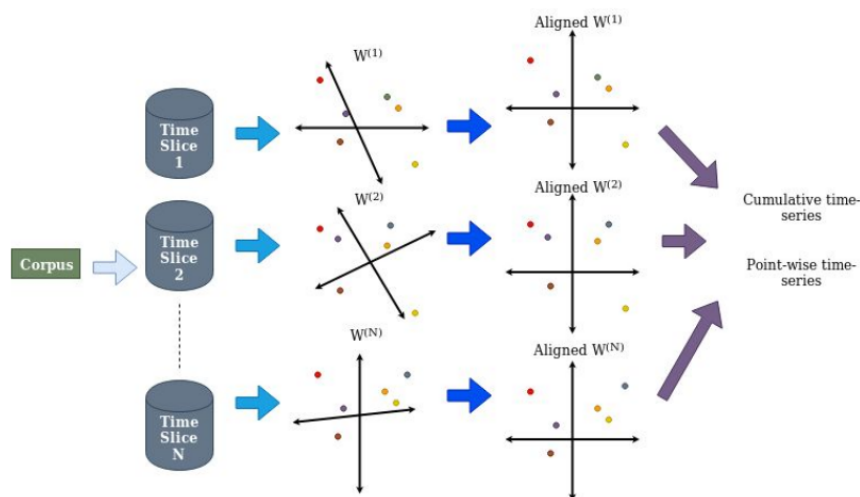 Corpus
Time
Slice
1
Time
Slice
2
Time
Slice
N
W(1)
W(2)
W(N)
Aligned W(1)
Aligned W(2)
Aligned W(N)
Cumulative time-
series
Point-wise time-
series